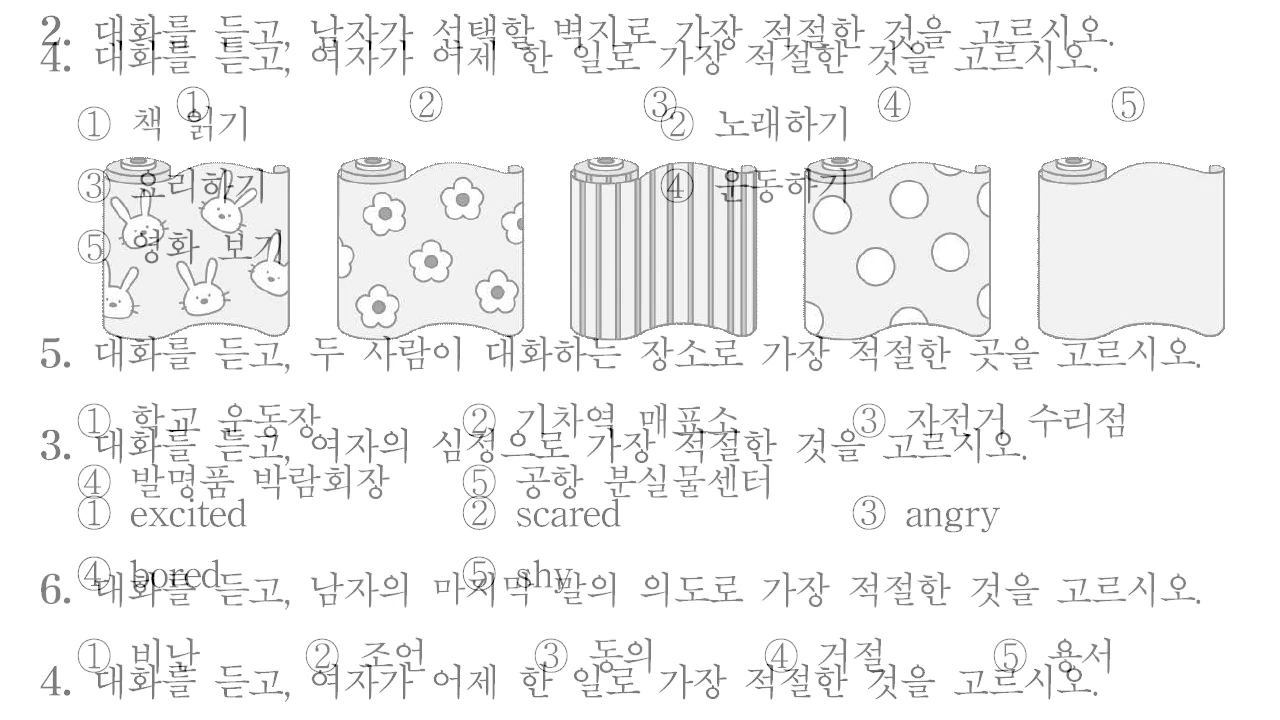 2. 대화를 듣고, 남자가 선택할 벽지로 가장 적절한 것을 고르시오.
4. 대화를 듣고, 여자가 어제 한 일로 가장 적절한 것을 고르시오.
① ② ③ ④ ⑤
① 책 읽기 ② 노래하기
③ 요리하기 ④ 운동하기
⑤ 영화 보기
5. 대화를 듣고, 두 사람이 대화하는 장소로 가장 적절한 곳을 고르시오.
① 학교 운동장 ② 기차역 매표소 ③ 자전거 수리점
3. 대화를 듣고, 여자의 심정으로 가장 적절한 것을 고르시오.
④ 발명품 박람회장 ⑤ 공항 분실물센터
① excited ② scared ③ angry
④ bored ⑤ shy
6. 대화를 듣고, 남자의 마지막 말의 의도로 가장 적절한 것을 고르시오.
① 비난 ② 조언 ③ 동의 ④ 거절 ⑤ 용서
4. 대화를 듣고, 여자가 어제 한 일로 가장 적절한 것을 고르시오.